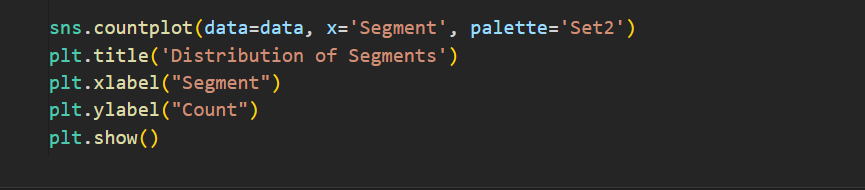 sns.countplot(data=data, x='Segment', palette='Set2')
plt.title('Distribution of Segments')
plt.xlabel("Segment")
plt.ylabel("Count")
plt.show()